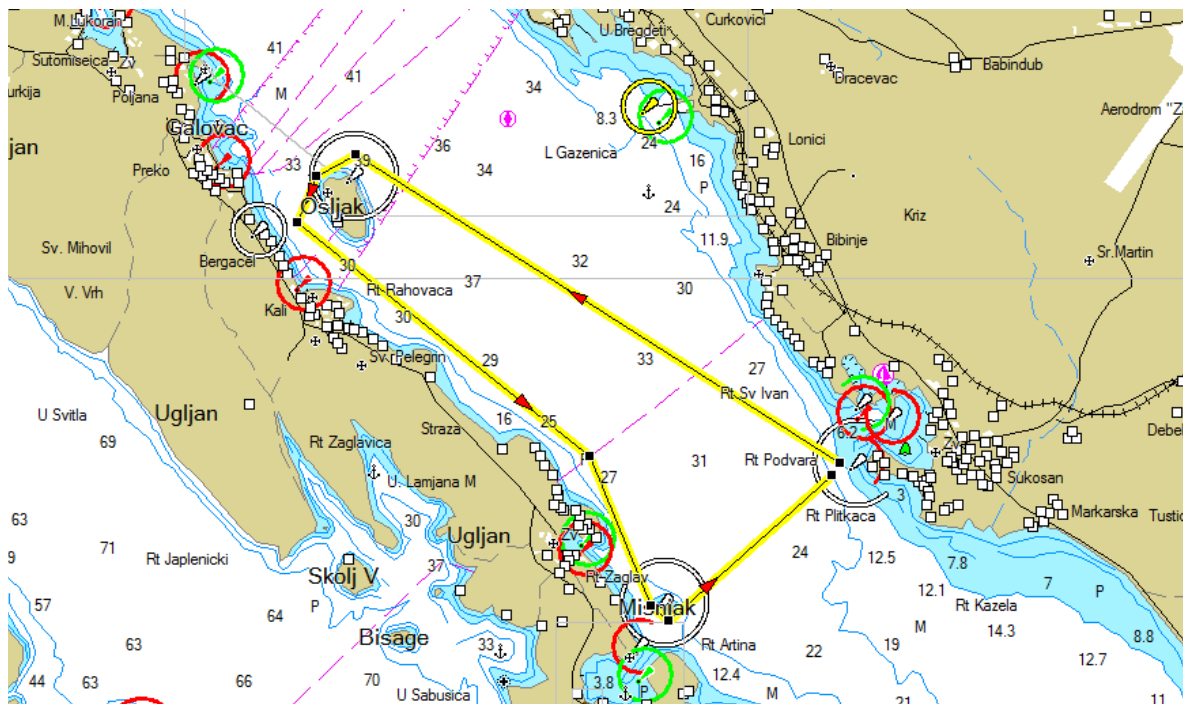 M.Lukoran
41
U Bregdeti
Curkovici
Sutomiseica
Zv
Dracevac
Babindub
urkija
Poljana
M
41
34
8.3
Aerodrom "Z
Galovac
36
24
Lonici
jan
L Gazenica
16
Preko
33
39
34
P
Osljak
24
Kriz
Sv. Mihovil
11.9
Bibinje
Sr.Martin
Bergacel
30
32
V. Vrh
Rt Rahovaca
37
30
Kali
30
Sv. Pelegrin
29
33
27
U Svitla
Ugljan
Rt Sv Ivan
69
16
25
6.2
M
Debel
Straza
Rt Zaglavica
Zv
Rt Podvara
31
U. Lamjana M
27
Sukosan
3
63
30
Rt Plitkaca
Markarska
Tustic
71
Ugljan
Zv
24
9
Rt Japlenicki
12.5
7.8
37
Skolj V
Rt Zaglav
7
P
57
P
12.1
64
Misnjak
Rt Kazela
Bisage
M
14.3
63
33
Rt Artina
19
8.8
22
12.7
44
63
66
70
3.8
12.4
U Sabusica
P
M
21
11